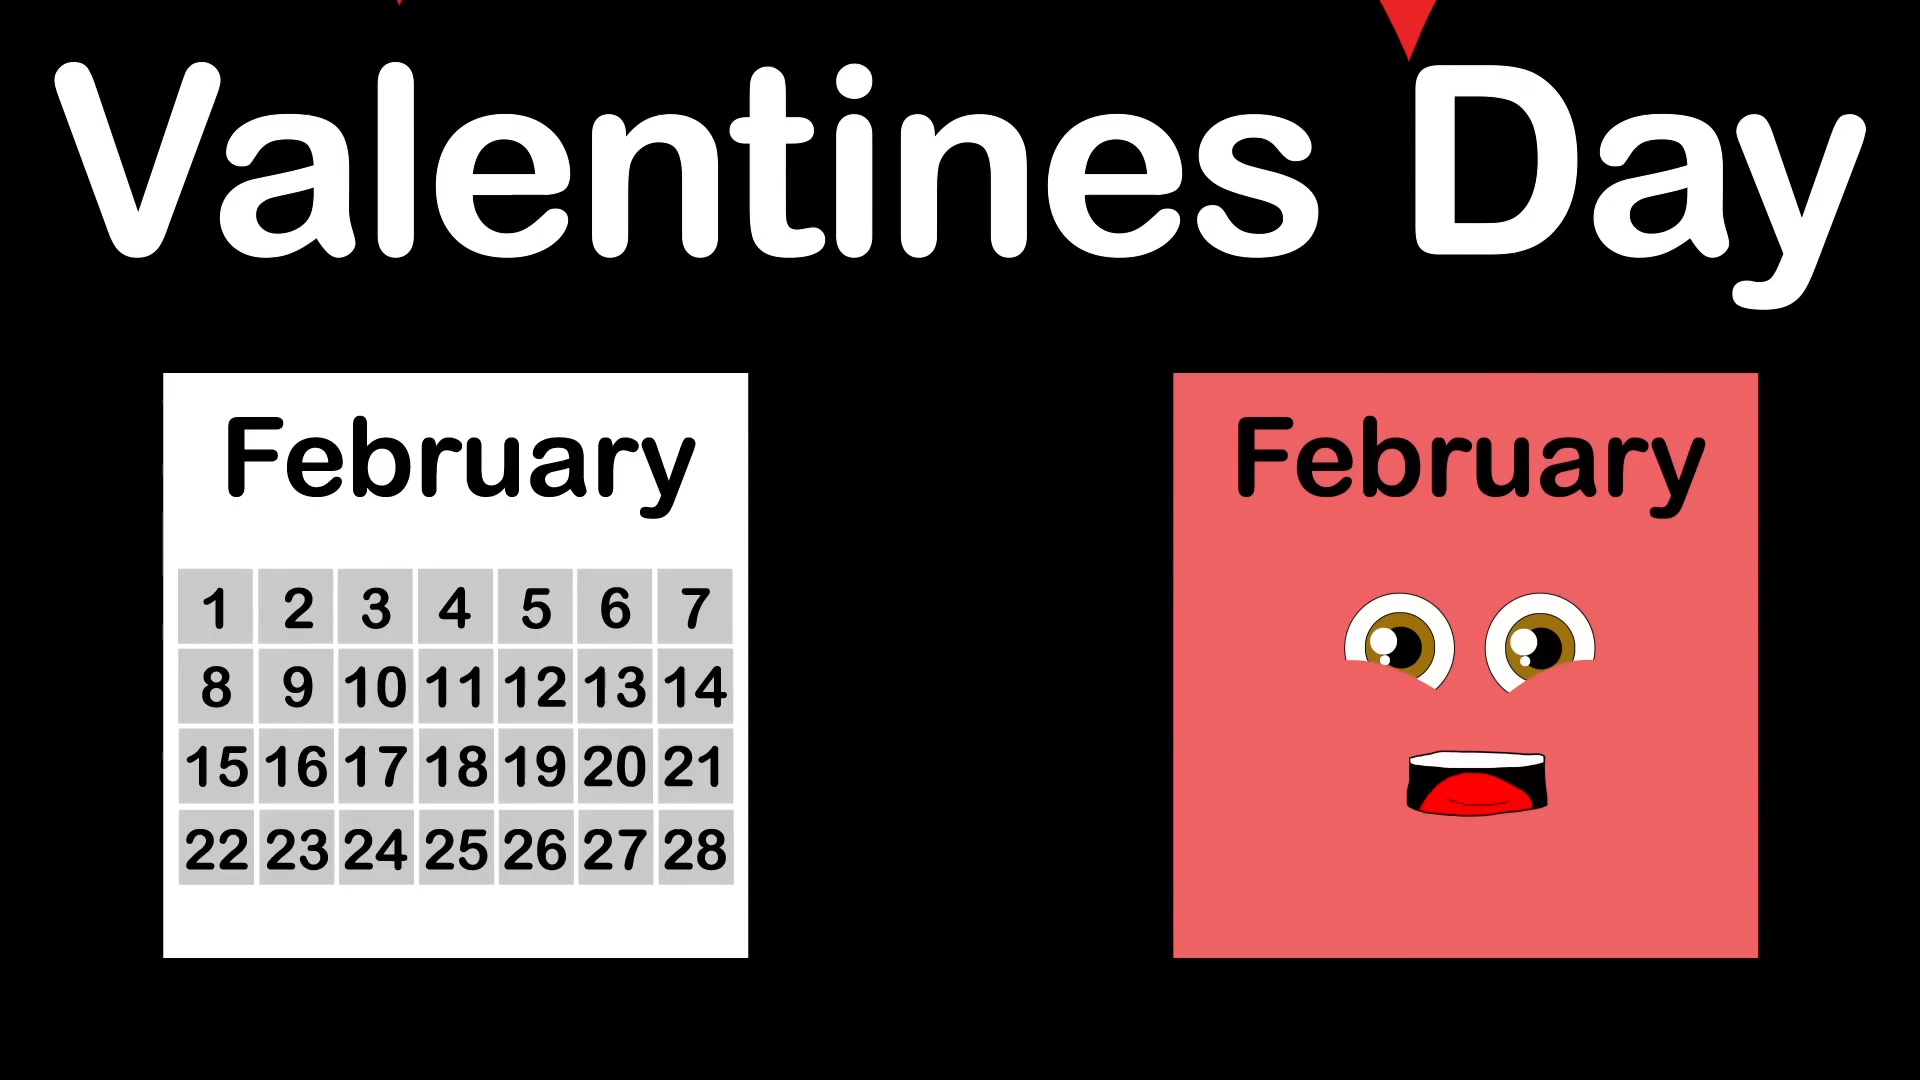 Valentines Day
February
1 2 3 4 5 6 7
8 9 10 11 12 13 14
15 16 17 18 19 20 21
22 23 24 25 26 27 28
February